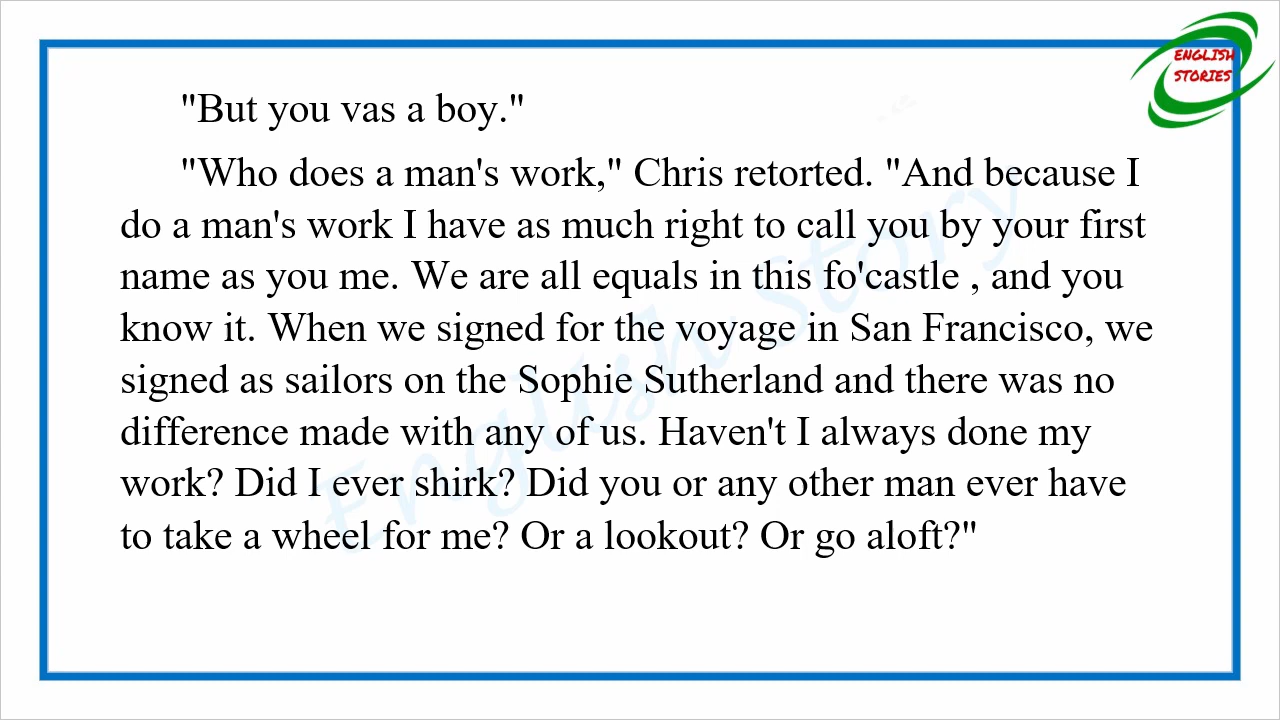 ENGLISH
STORIES
"But you vas a boy."
"Who does a man's work," Chris retorted. "And because I
do a man's work I have as much right to call you by your first
name as you me. We are all equals in this fo'castle , and you
know it. When we signed for the voyage in San Francisco, we
signed as sailors on the Sophie Sutherland and there was no
difference made with any of us. Haven't I always done my
work? Did I ever shirk? Did you or any other man ever have
to take a wheel for me? Or a lookout? Or go aloft?"
English Story